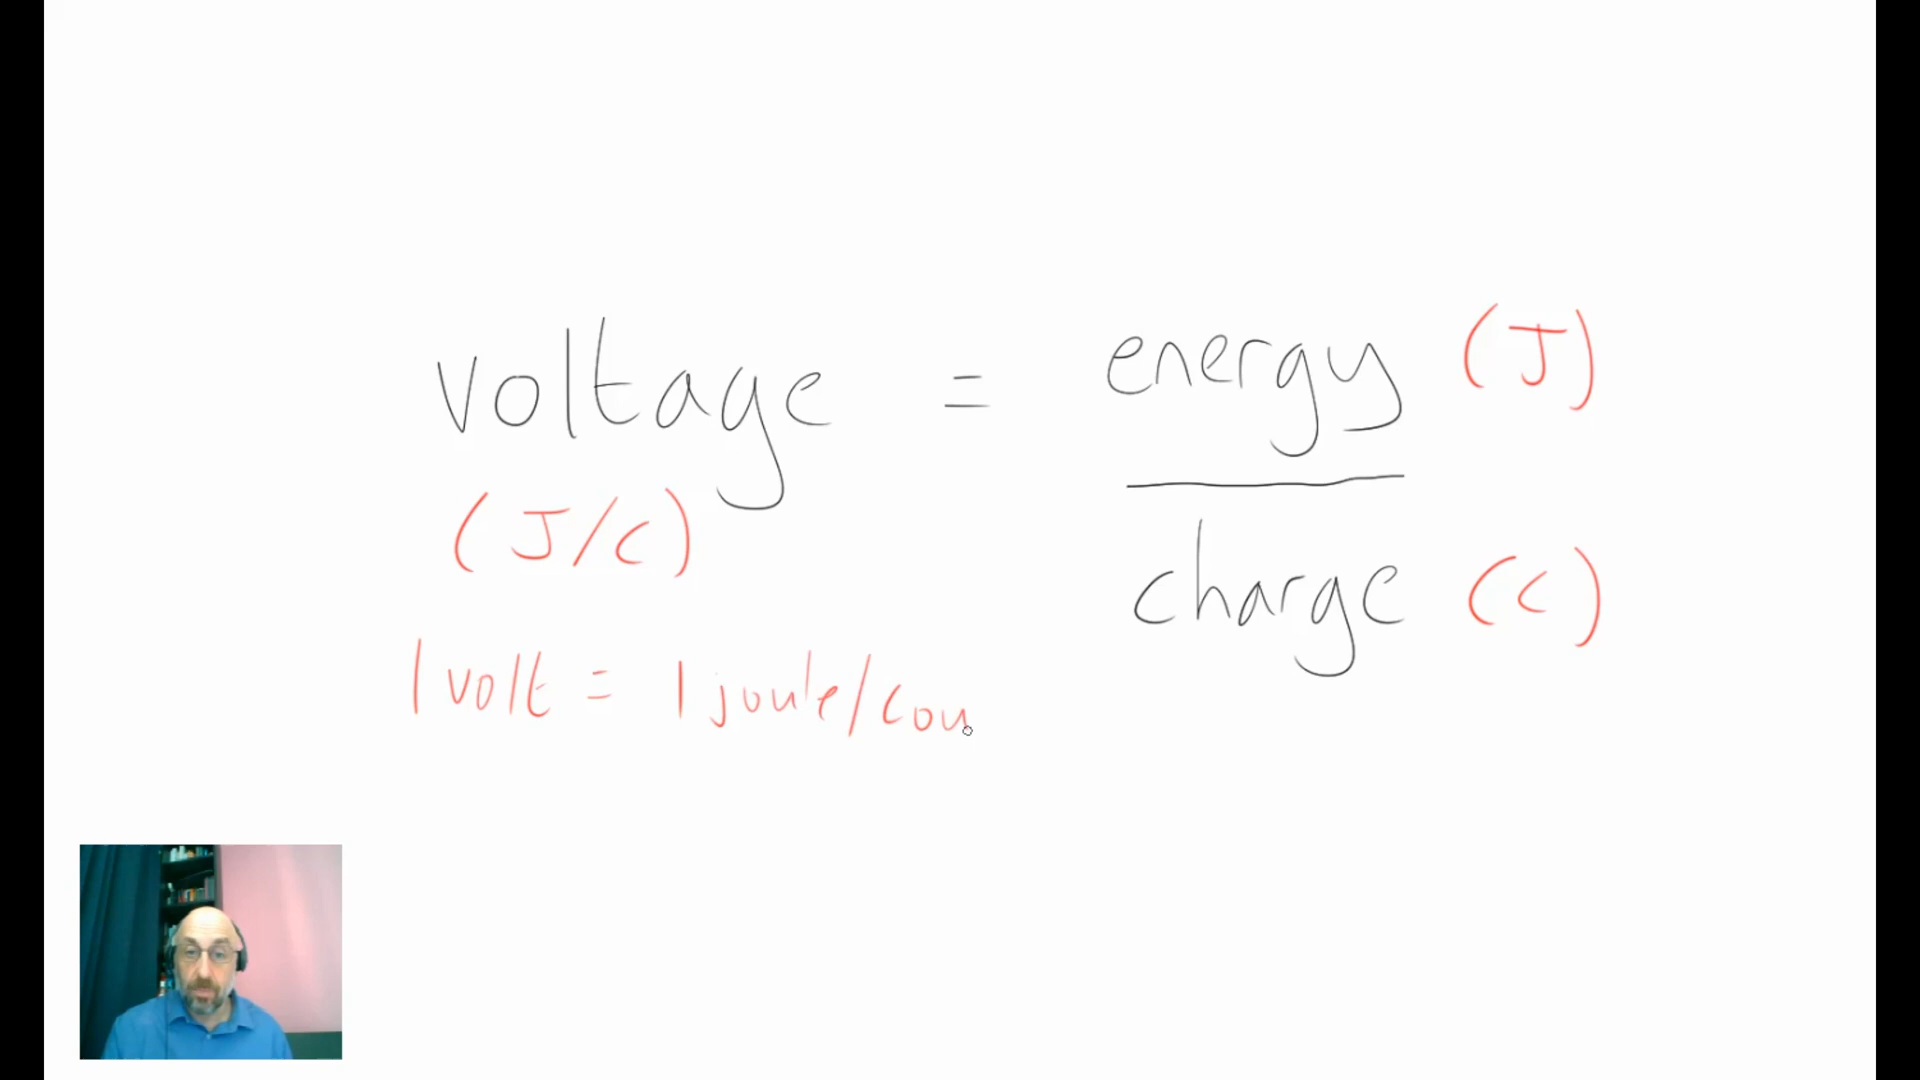 voltage = energy (J)
(J/C)
charge (C)
1 volt = 1 joule/cou